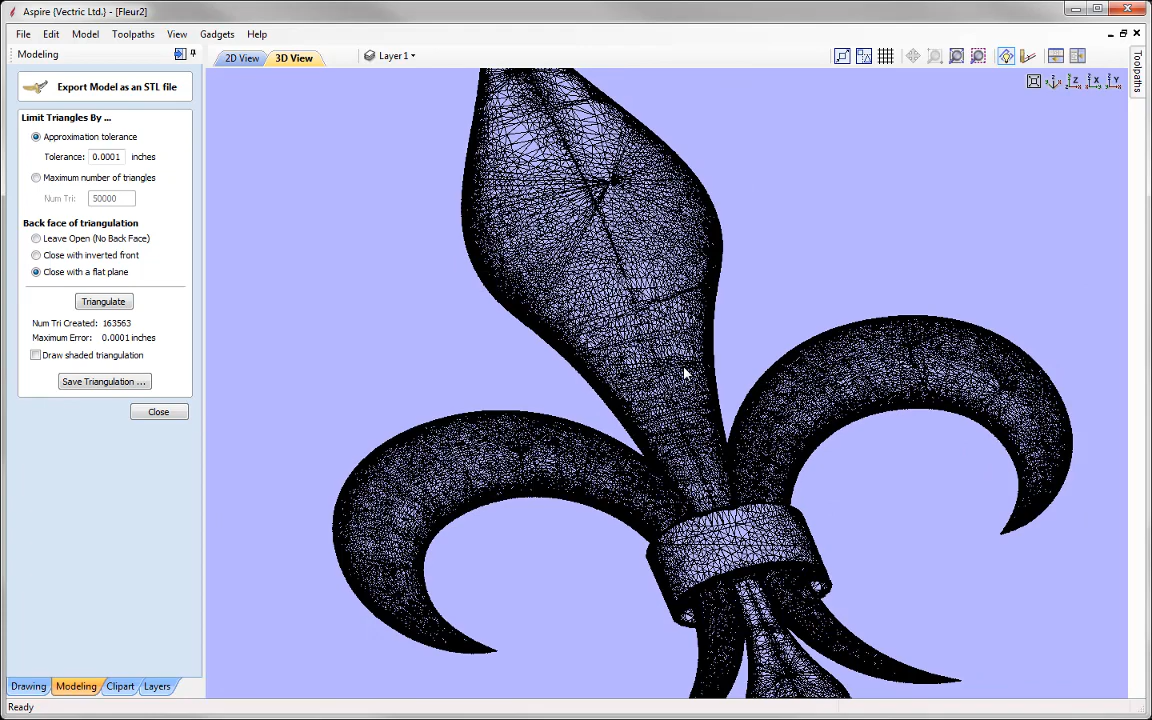 Aspire {Vectric Ltd.} - [Fleur2]
File Edit Model Toolpaths View Gadgets Help
Modeling
2D View 3D View Layer 1
Toolpaths
Export Model as an STL file
Limit Triangles By ...
Approximation tolerance
Tolerance: 0.0001 inches
Maximum number of triangles
Num Tri: 50000
Back face of triangulation
Leave Open (No Back Face)
Close with inverted front
Close with a flat plane
Triangulate
Num Tri Created: 163563
Maximum Error: 0.0001 inches
Draw shaded triangulation
Save Triangulation ...
Close
Drawing Modeling Clipart Layers
Ready